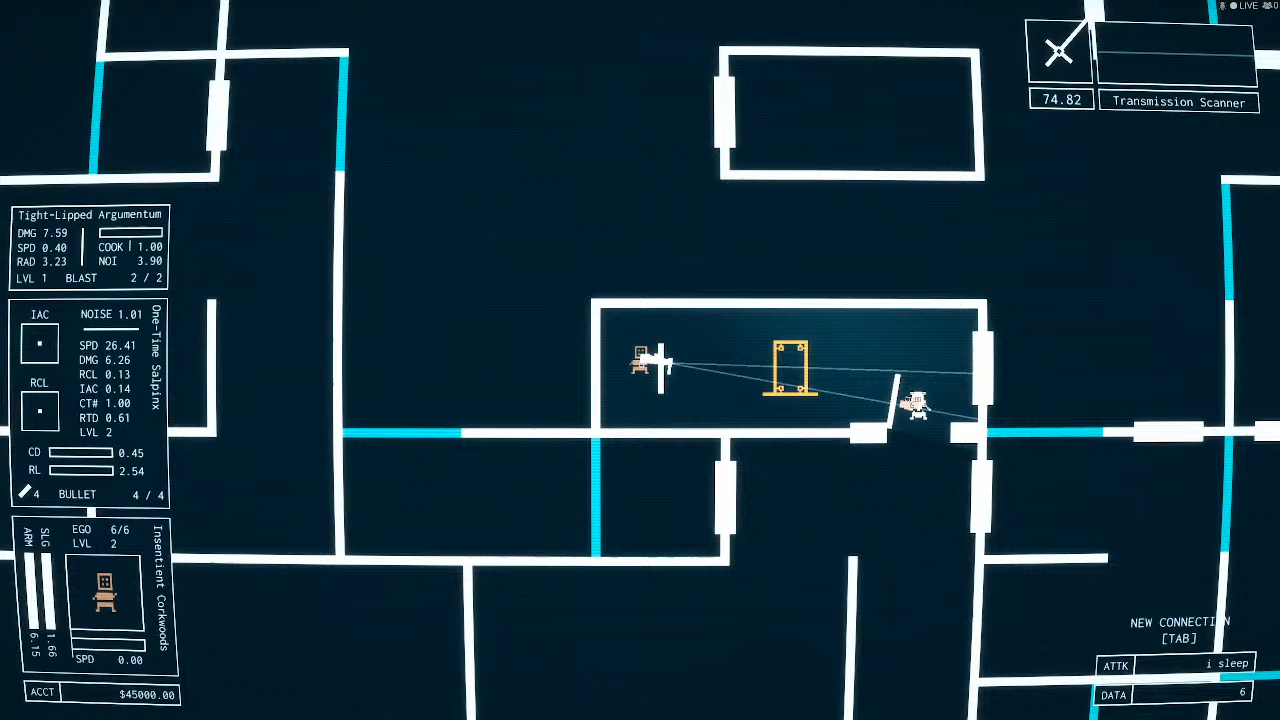 LIVE 0
74.82 Transmission Scanner
Tight-Lipped Argumentum
DMG 7.59
SPD 0.40 COOK 1.00
RAD 3.23 NOI 3.90
LVL 1 BLAST 2 / 2
One-Time Salpinx
IAC NOISE 1.01
SPD 26.41
DMG 6.26
RCL RCL 0.13
IAC 0.14
CT# 1.00
RTD 0.61
LVL 2
CD 0.45
RL 2.54
4 BULLET 4 / 4
Insentient Corkwoods
ARM SLG EGO 6/6
LVL 2
6.15 1.66
SPD 0.00
ACCT $45000.00
NEW CONNECTION
[TAB]
ATTK i sleep
DATA 6